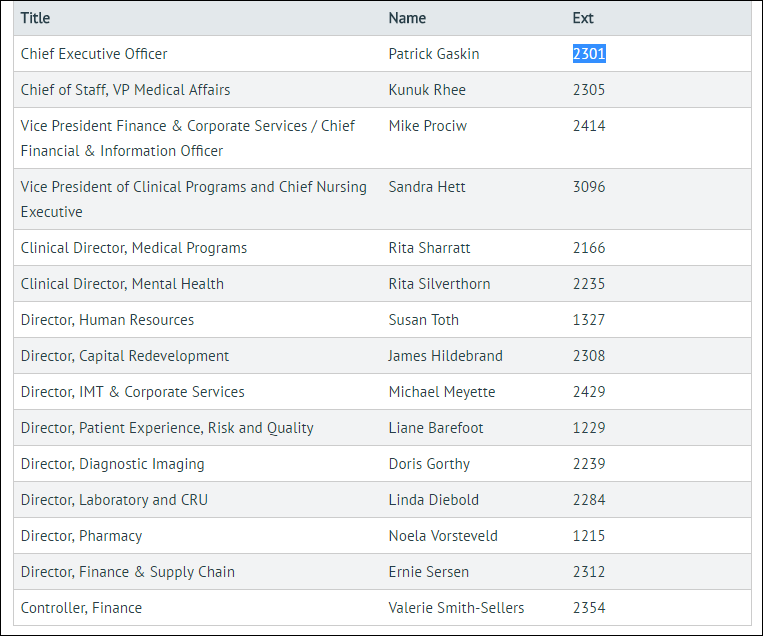 Title Name Ext
Chief Executive Officer Patrick Gaskin 2301
Chief of Staff, VP Medical Affairs Kunuk Rhee 2305
Vice President Finance & Corporate Services / Chief Mike Prociw 2414
Financial & Information Officer
Vice President of Clinical Programs and Chief Nursing Sandra Hett 3096
Executive
Clinical Director, Medical Programs Rita Sharratt 2166
Clinical Director, Mental Health Rita Silverthorn 2235
Director, Human Resources Susan Toth 1327
Director, Capital Redevelopment James Hildebrand 2308
Director, IMT & Corporate Services Michael Meyette 2429
Director, Patient Experience, Risk and Quality Liane Barefoot 1229
Director, Diagnostic Imaging Doris Gorthy 2239
Director, Laboratory and CRU Linda Diebold 2284
Director, Pharmacy Noela Vorsteveld 1215
Director, Finance & Supply Chain Ernie Sersen 2312
Controller, Finance Valerie Smith-Sellers 2354